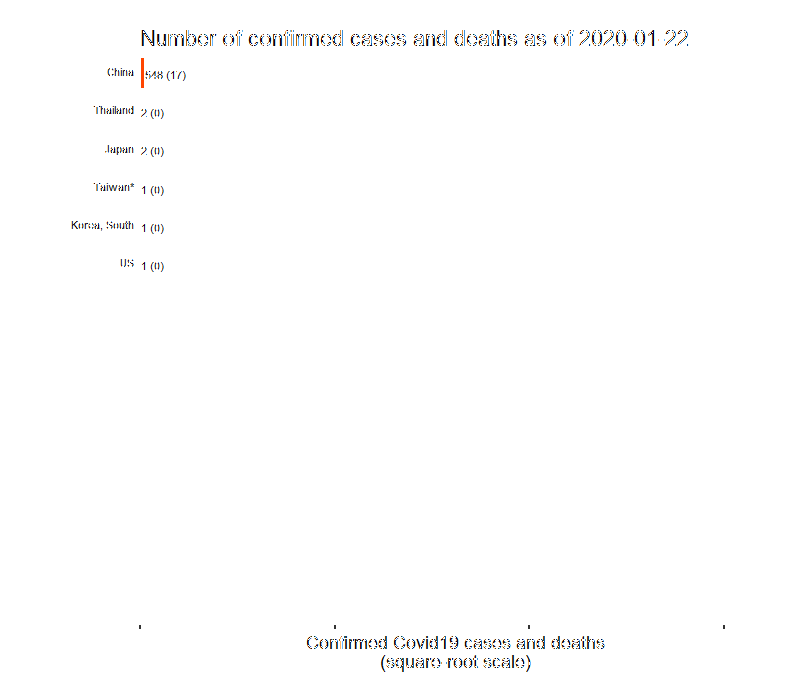 Number of confirmed cases and deaths as of 2020-01-22
China 548 (17)
Thailand 2 (0)
Japan 2 (0)
Taiwan* 1 (0)
Korea, South 1 (0)
US 1 (0)
Confirmed Covid19 cases and deaths
(square-root scale)